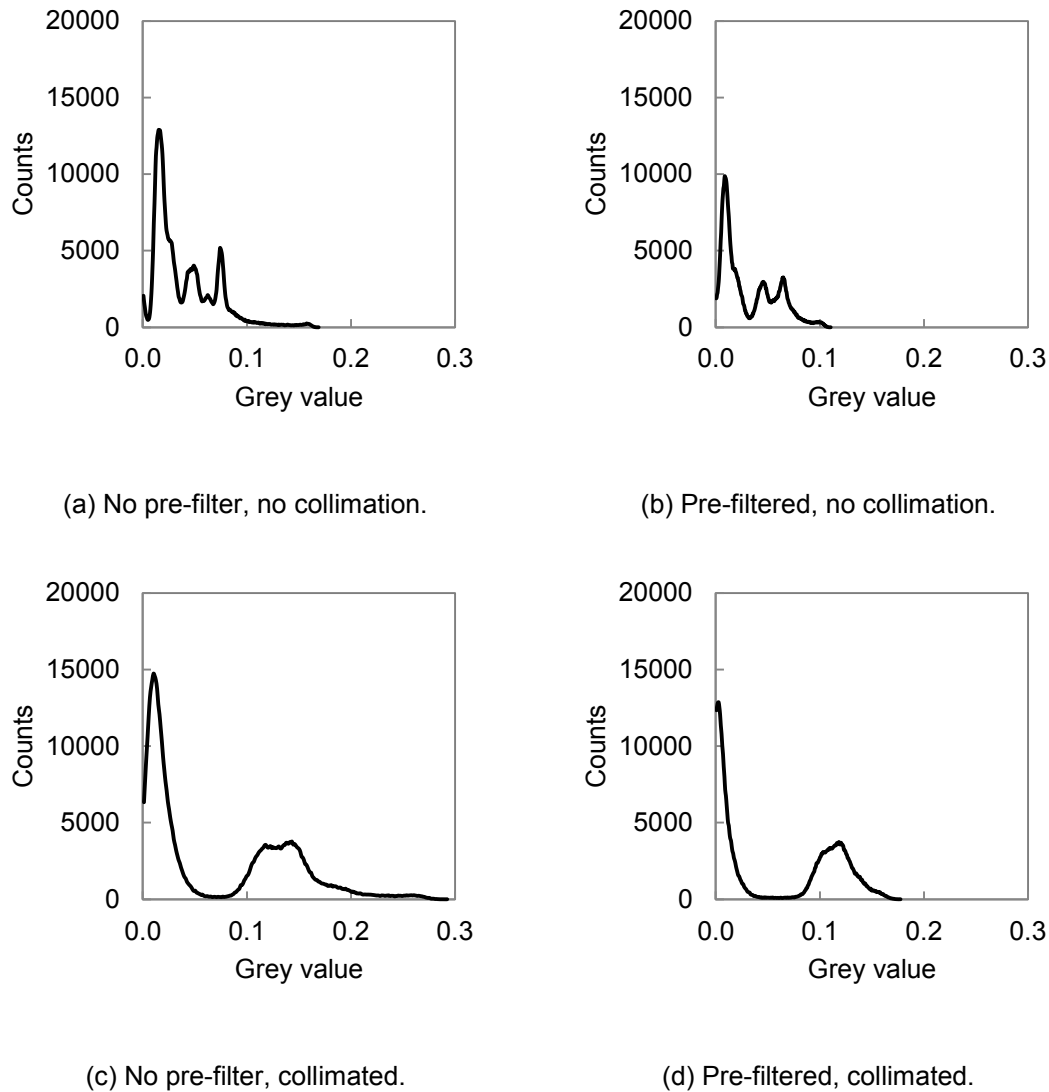 20000
15000
10000
5000
0
Counts
0.0 0.1 0.2 0.3
Grey value
(a) No pre-filter, no collimation.
20000
15000
10000
5000
0
Counts
0.0 0.1 0.2 0.3
Grey value
(b) Pre-filtered, no collimation.
20000
15000
10000
5000
0
Counts
0.0 0.1 0.2 0.3
Grey value
(c) No pre-filter, collimated.
20000
15000
10000
5000
0
Counts
0.0 0.1 0.2 0.3
Grey value
(d) Pre-filtered, collimated.